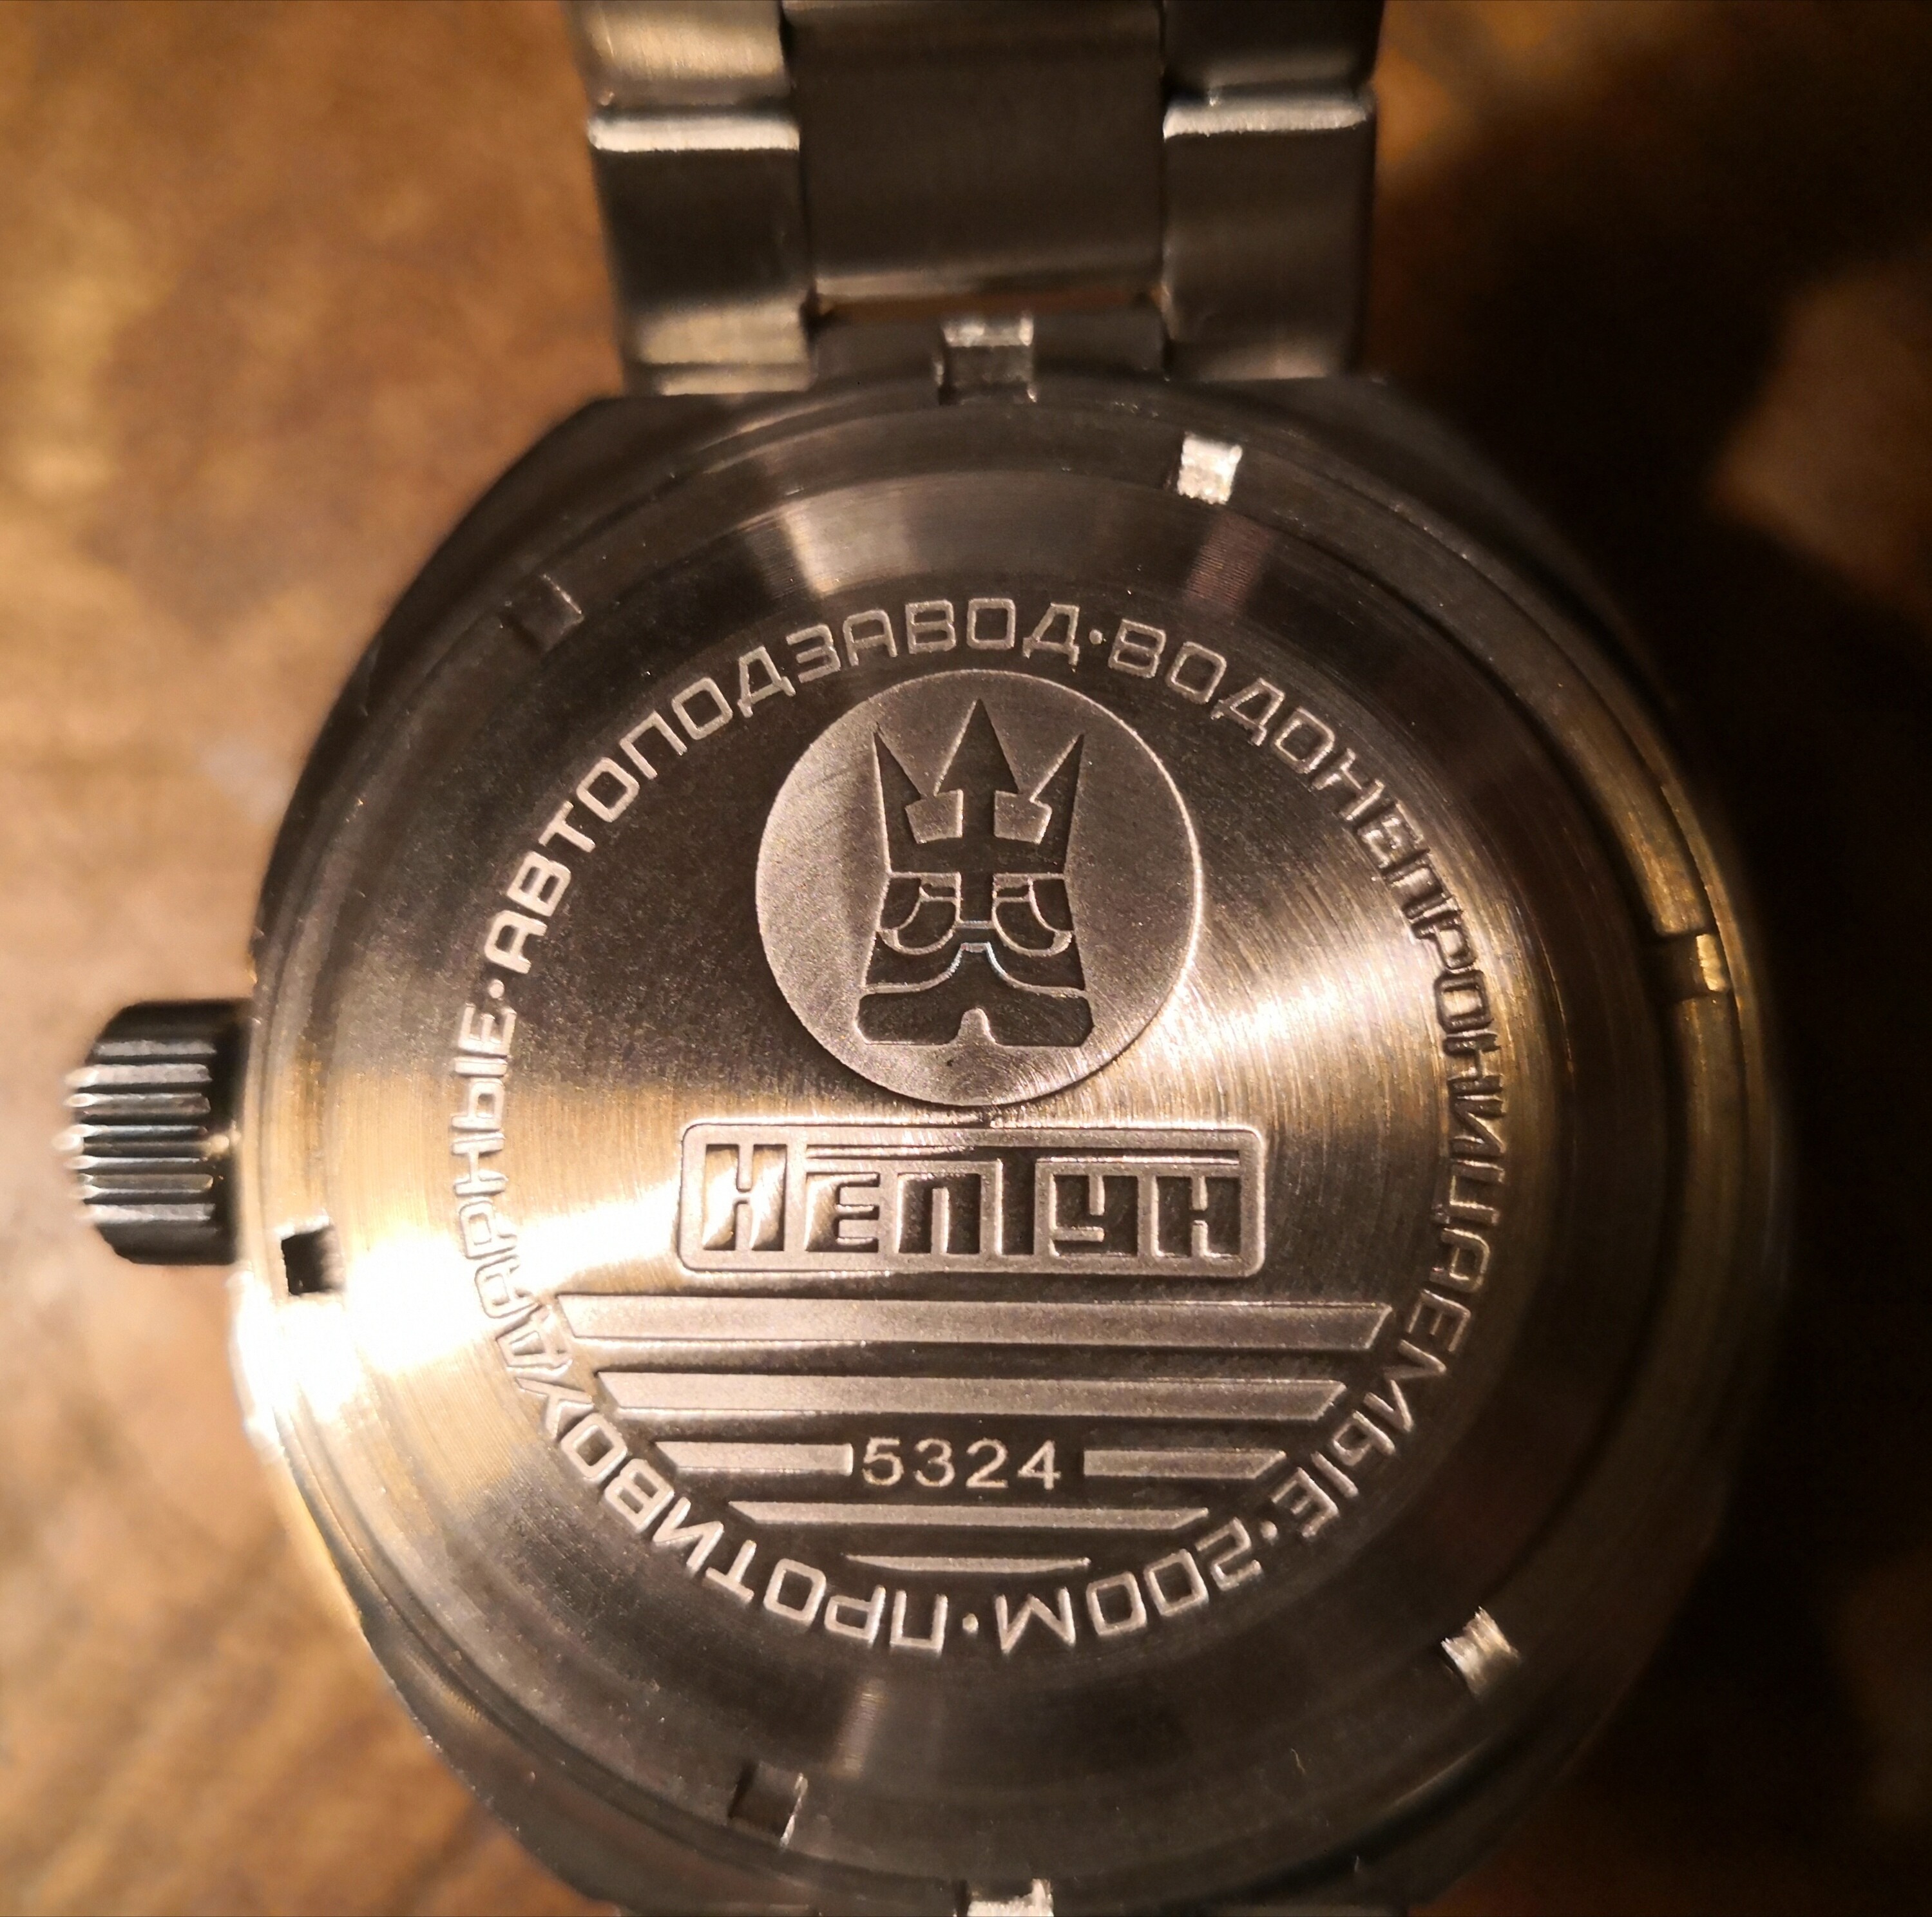 АВТОПОДЗАВОД·ВОДОНЕПРОНИЦАЕМЫЕ·200М·ПРОТИВОУДАРНЫЕ·
НЕПТУН
5324